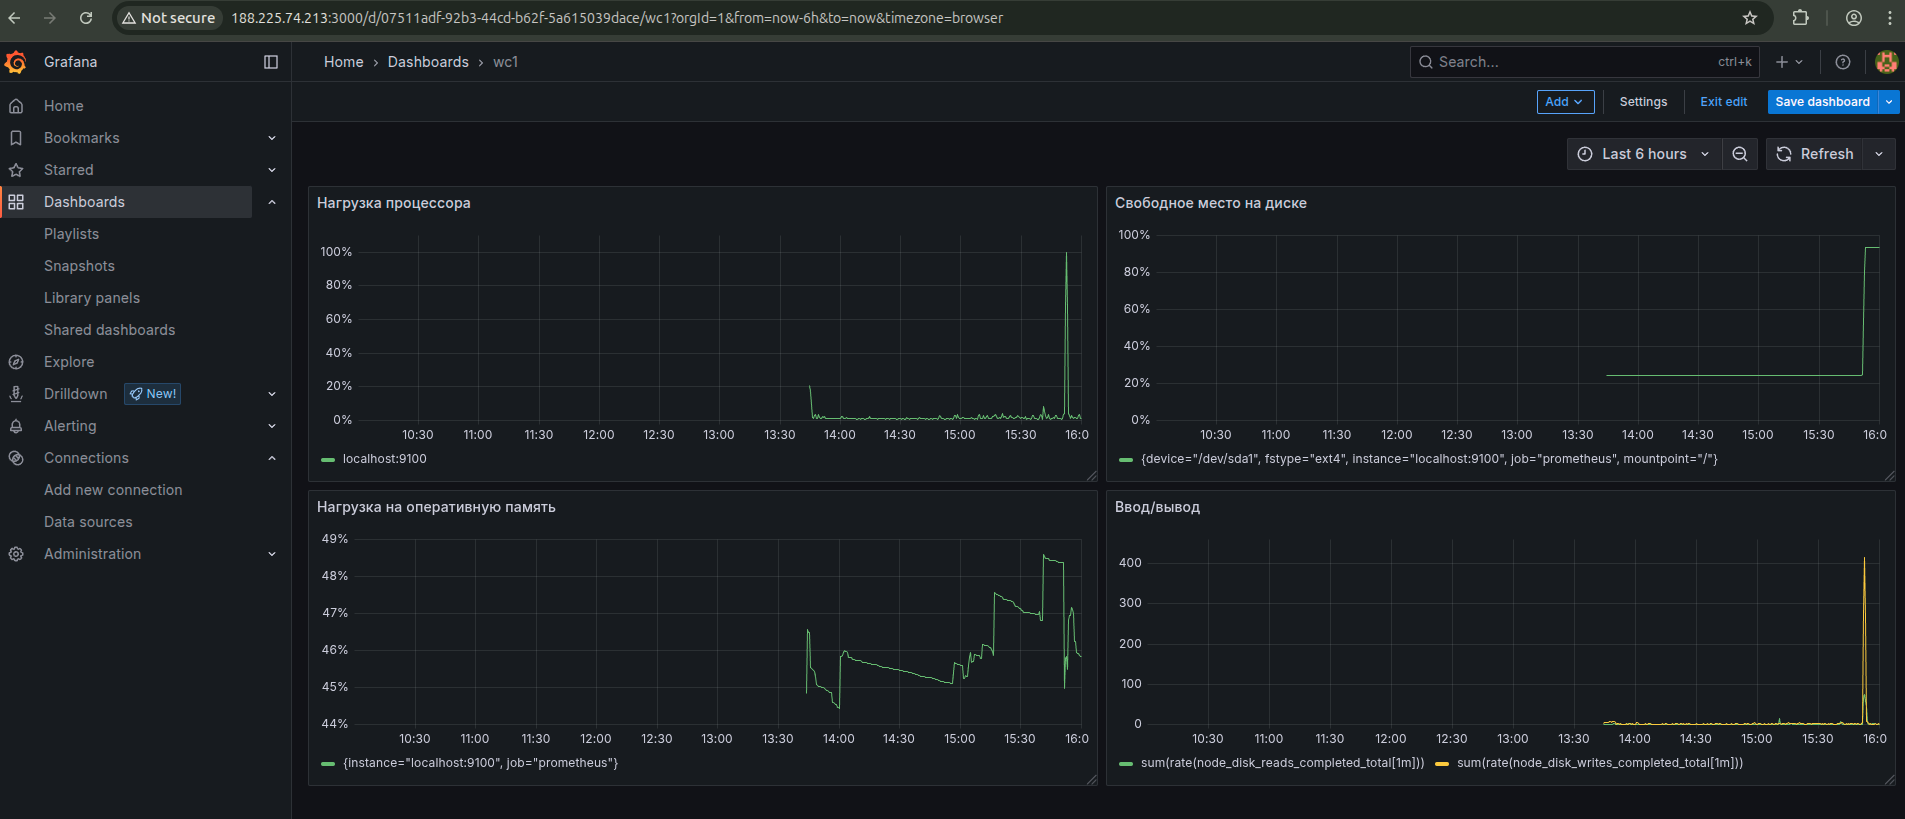 Not secure 188.225.74.213:3000/d/07511adf-92b3-44cd-b62f-5a615039dace/wc1?orgId=1&from=now-6h&to=now&timezone=browser
Grafana
Home › Dashboards › wc1
Search... ctrl+k
Add Settings Exit edit Save dashboard
Last 6 hours Refresh
Home
Bookmarks
Starred
Dashboards
Playlists
Snapshots
Library panels
Shared dashboards
Explore
Drilldown New!
Alerting
Connections
Add new connection
Data sources
Administration
Нагрузка процессора
100%
80%
60%
40%
20%
0%
10:30 11:00 11:30 12:00 12:30 13:00 13:30 14:00 14:30 15:00 15:30 16:0
localhost:9100
Свободное место на диске
100%
80%
60%
40%
20%
0%
10:30 11:00 11:30 12:00 12:30 13:00 13:30 14:00 14:30 15:00 15:30 16:0
{device="/dev/sda1", fstype="ext4", instance="localhost:9100", job="prometheus", mountpoint="/"}
Нагрузка на оперативную память
49%
48%
47%
46%
45%
44%
10:30 11:00 11:30 12:00 12:30 13:00 13:30 14:00 14:30 15:00 15:30 16:0
{instance="localhost:9100", job="prometheus"}
Ввод/вывод
400
300
200
100
0
10:30 11:00 11:30 12:00 12:30 13:00 13:30 14:00 14:30 15:00 15:30 16:0
sum(rate(node_disk_reads_completed_total[1m])) sum(rate(node_disk_writes_completed_total[1m]))